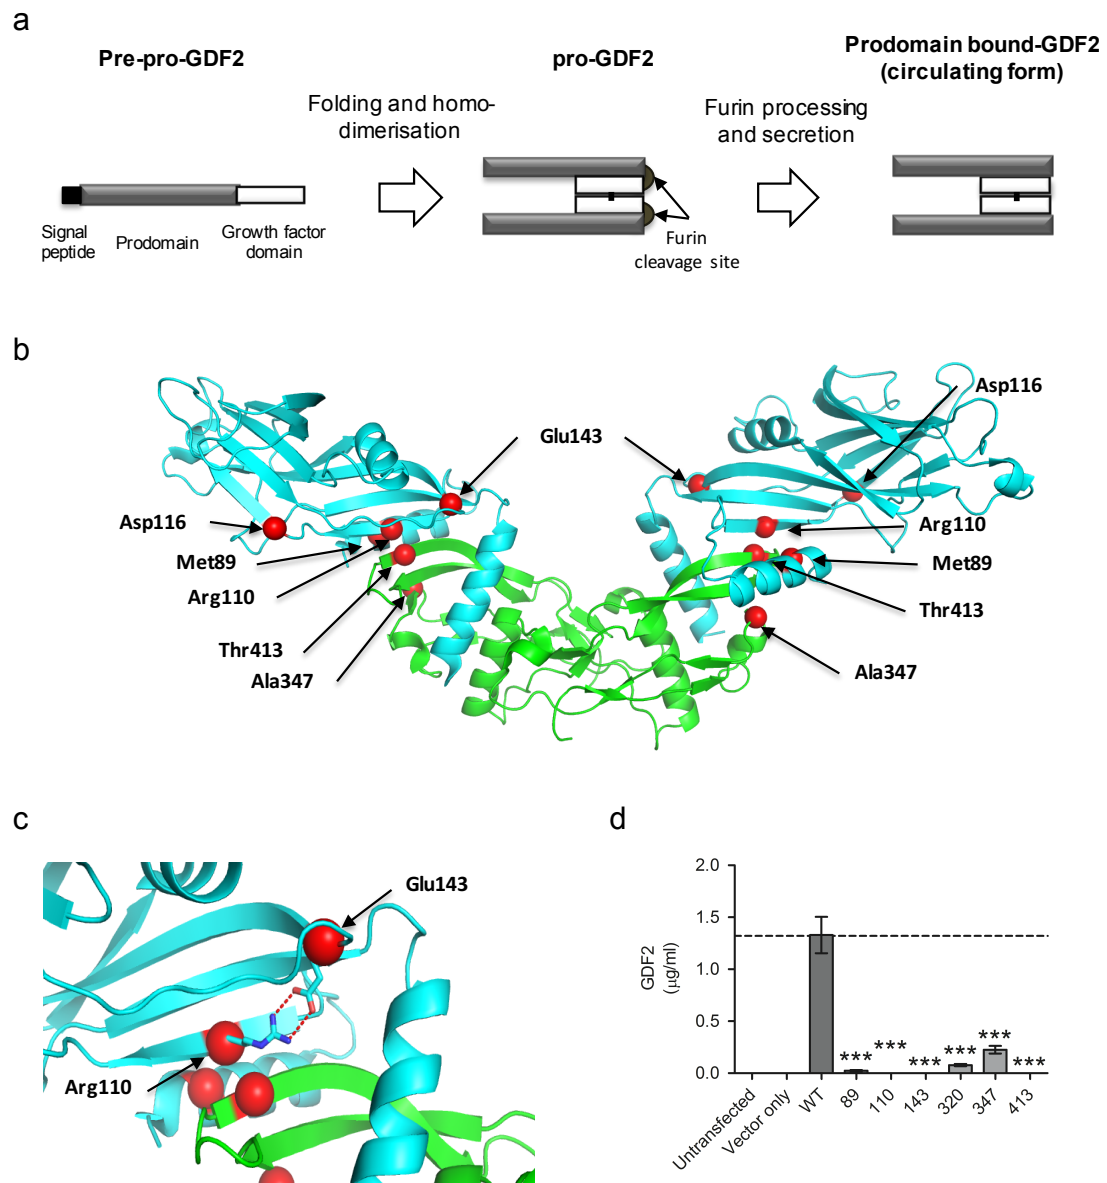 a
Pre-pro-GDF2
pro-GDF2
Prodomain bound-GDF2
(circulating form)
Folding and homo-
dimerisation
Furin processing
and secretion
Signal
peptide
Prodomain
Growth factor
domain
Furin
cleavage site
b
Glu143
Asp116
Asp116
Met89
Arg110
Thr413
Ala347
Arg110
Met89
Thr413
Ala347
c
Glu143
Arg110
d
GDF2
(µg/ml)
2.0
1.5
1.0
0.5
0.0
***
***
***
***
***
***
Untransfected
Vector only
WT
89
110
143
320
347
413